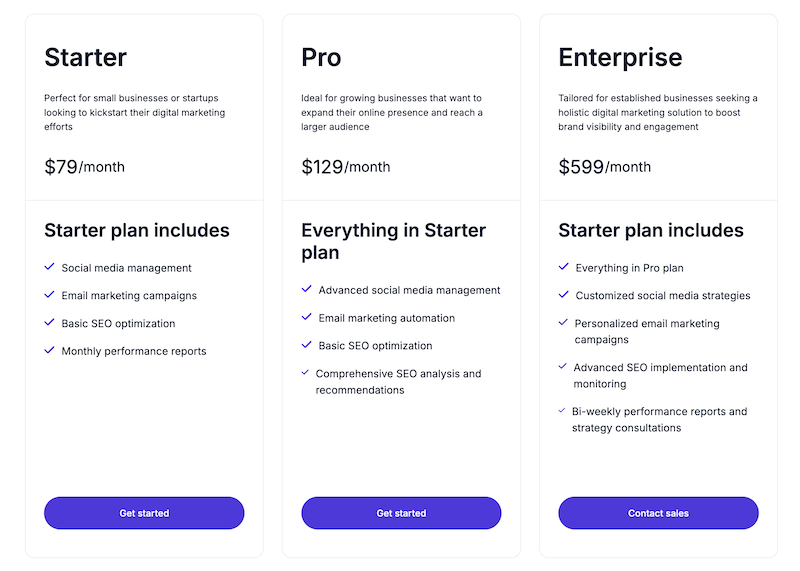 Starter
Perfect for small businesses or startups
looking to kickstart their digital marketing
efforts
$79/month
Starter plan includes
Social media management
Email marketing campaigns
Basic SEO optimization
Monthly performance reports
Get started
Pro
Ideal for growing businesses that want to
expand their online presence and reach a
larger audience
$129/month
Everything in Starter
plan
Advanced social media management
Email marketing automation
Basic SEO optimization
Comprehensive SEO analysis and
recommendations
Get started
Enterprise
Tailored for established businesses seeking a
holistic digital marketing solution to boost
brand visibility and engagement
$599/month
Starter plan includes
Everything in Pro plan
Customized social media strategies
Personalized email marketing
campaigns
Advanced SEO implementation and
monitoring
Bi-weekly performance reports and
strategy consultations
Contact sales